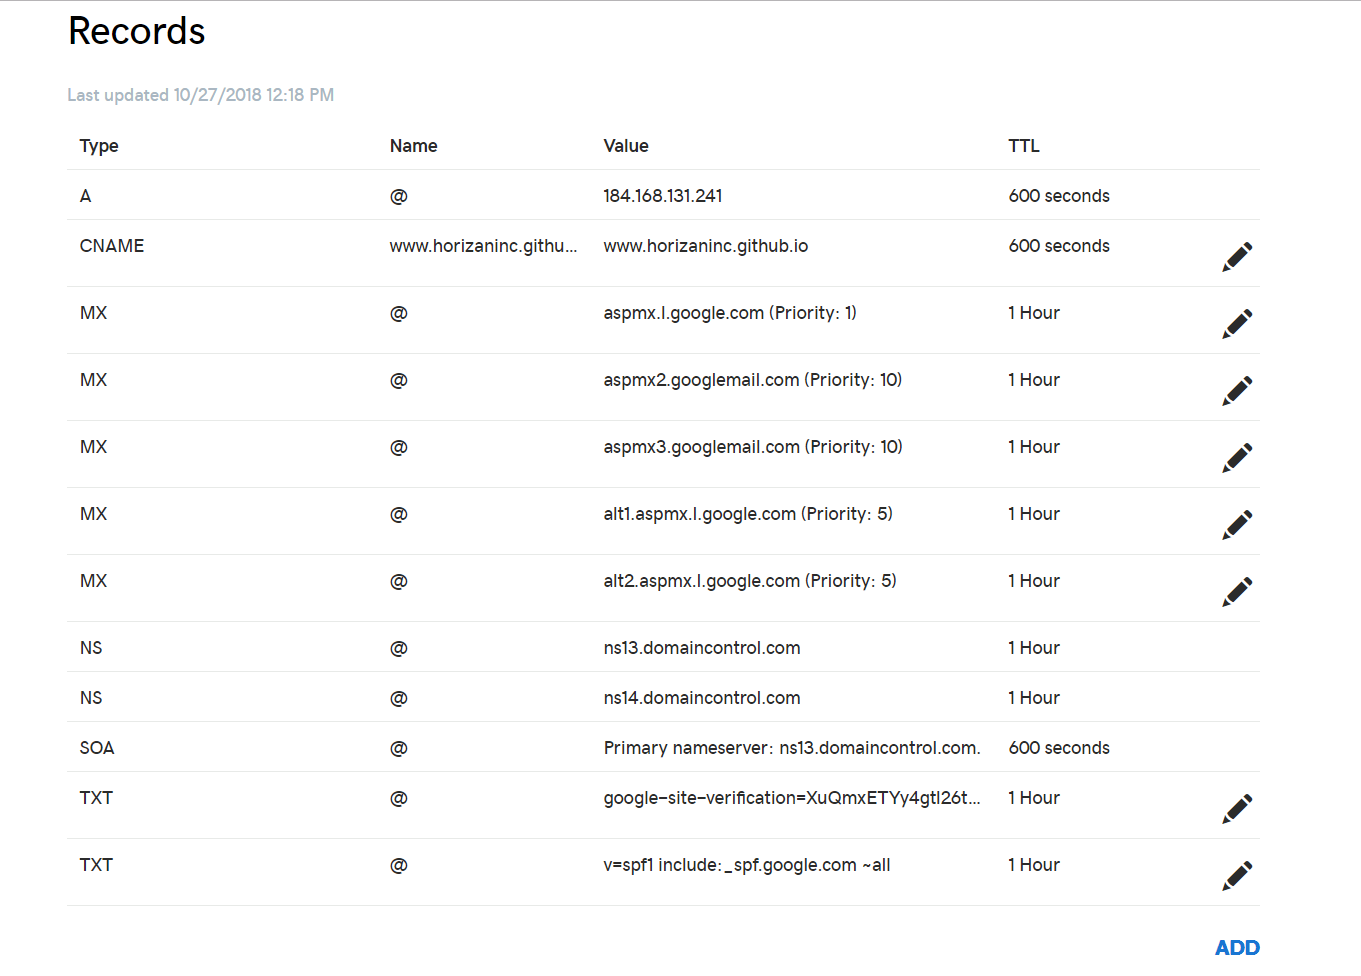 Records
Last updated 10/27/2018 12:18 PM
Type Name Value TTL
A @ 184.168.131.241 600 seconds
CNAME www.horizaninc.githu... www.horizaninc.github.io 600 seconds
MX @ aspmx.l.google.com (Priority: 1) 1 Hour
MX @ aspmx2.googlemail.com (Priority: 10) 1 Hour
MX @ aspmx3.googlemail.com (Priority: 10) 1 Hour
MX @ alt1.aspmx.l.google.com (Priority: 5) 1 Hour
MX @ alt2.aspmx.l.google.com (Priority: 5) 1 Hour
NS @ ns13.domaincontrol.com 1 Hour
NS @ ns14.domaincontrol.com 1 Hour
SOA @ Primary nameserver: ns13.domaincontrol.com. 600 seconds
TXT @ google-site-verification=XuQmxETYy4gtl26t... 1 Hour
TXT @ v=spf1 include:_spf.google.com ~all 1 Hour
ADD